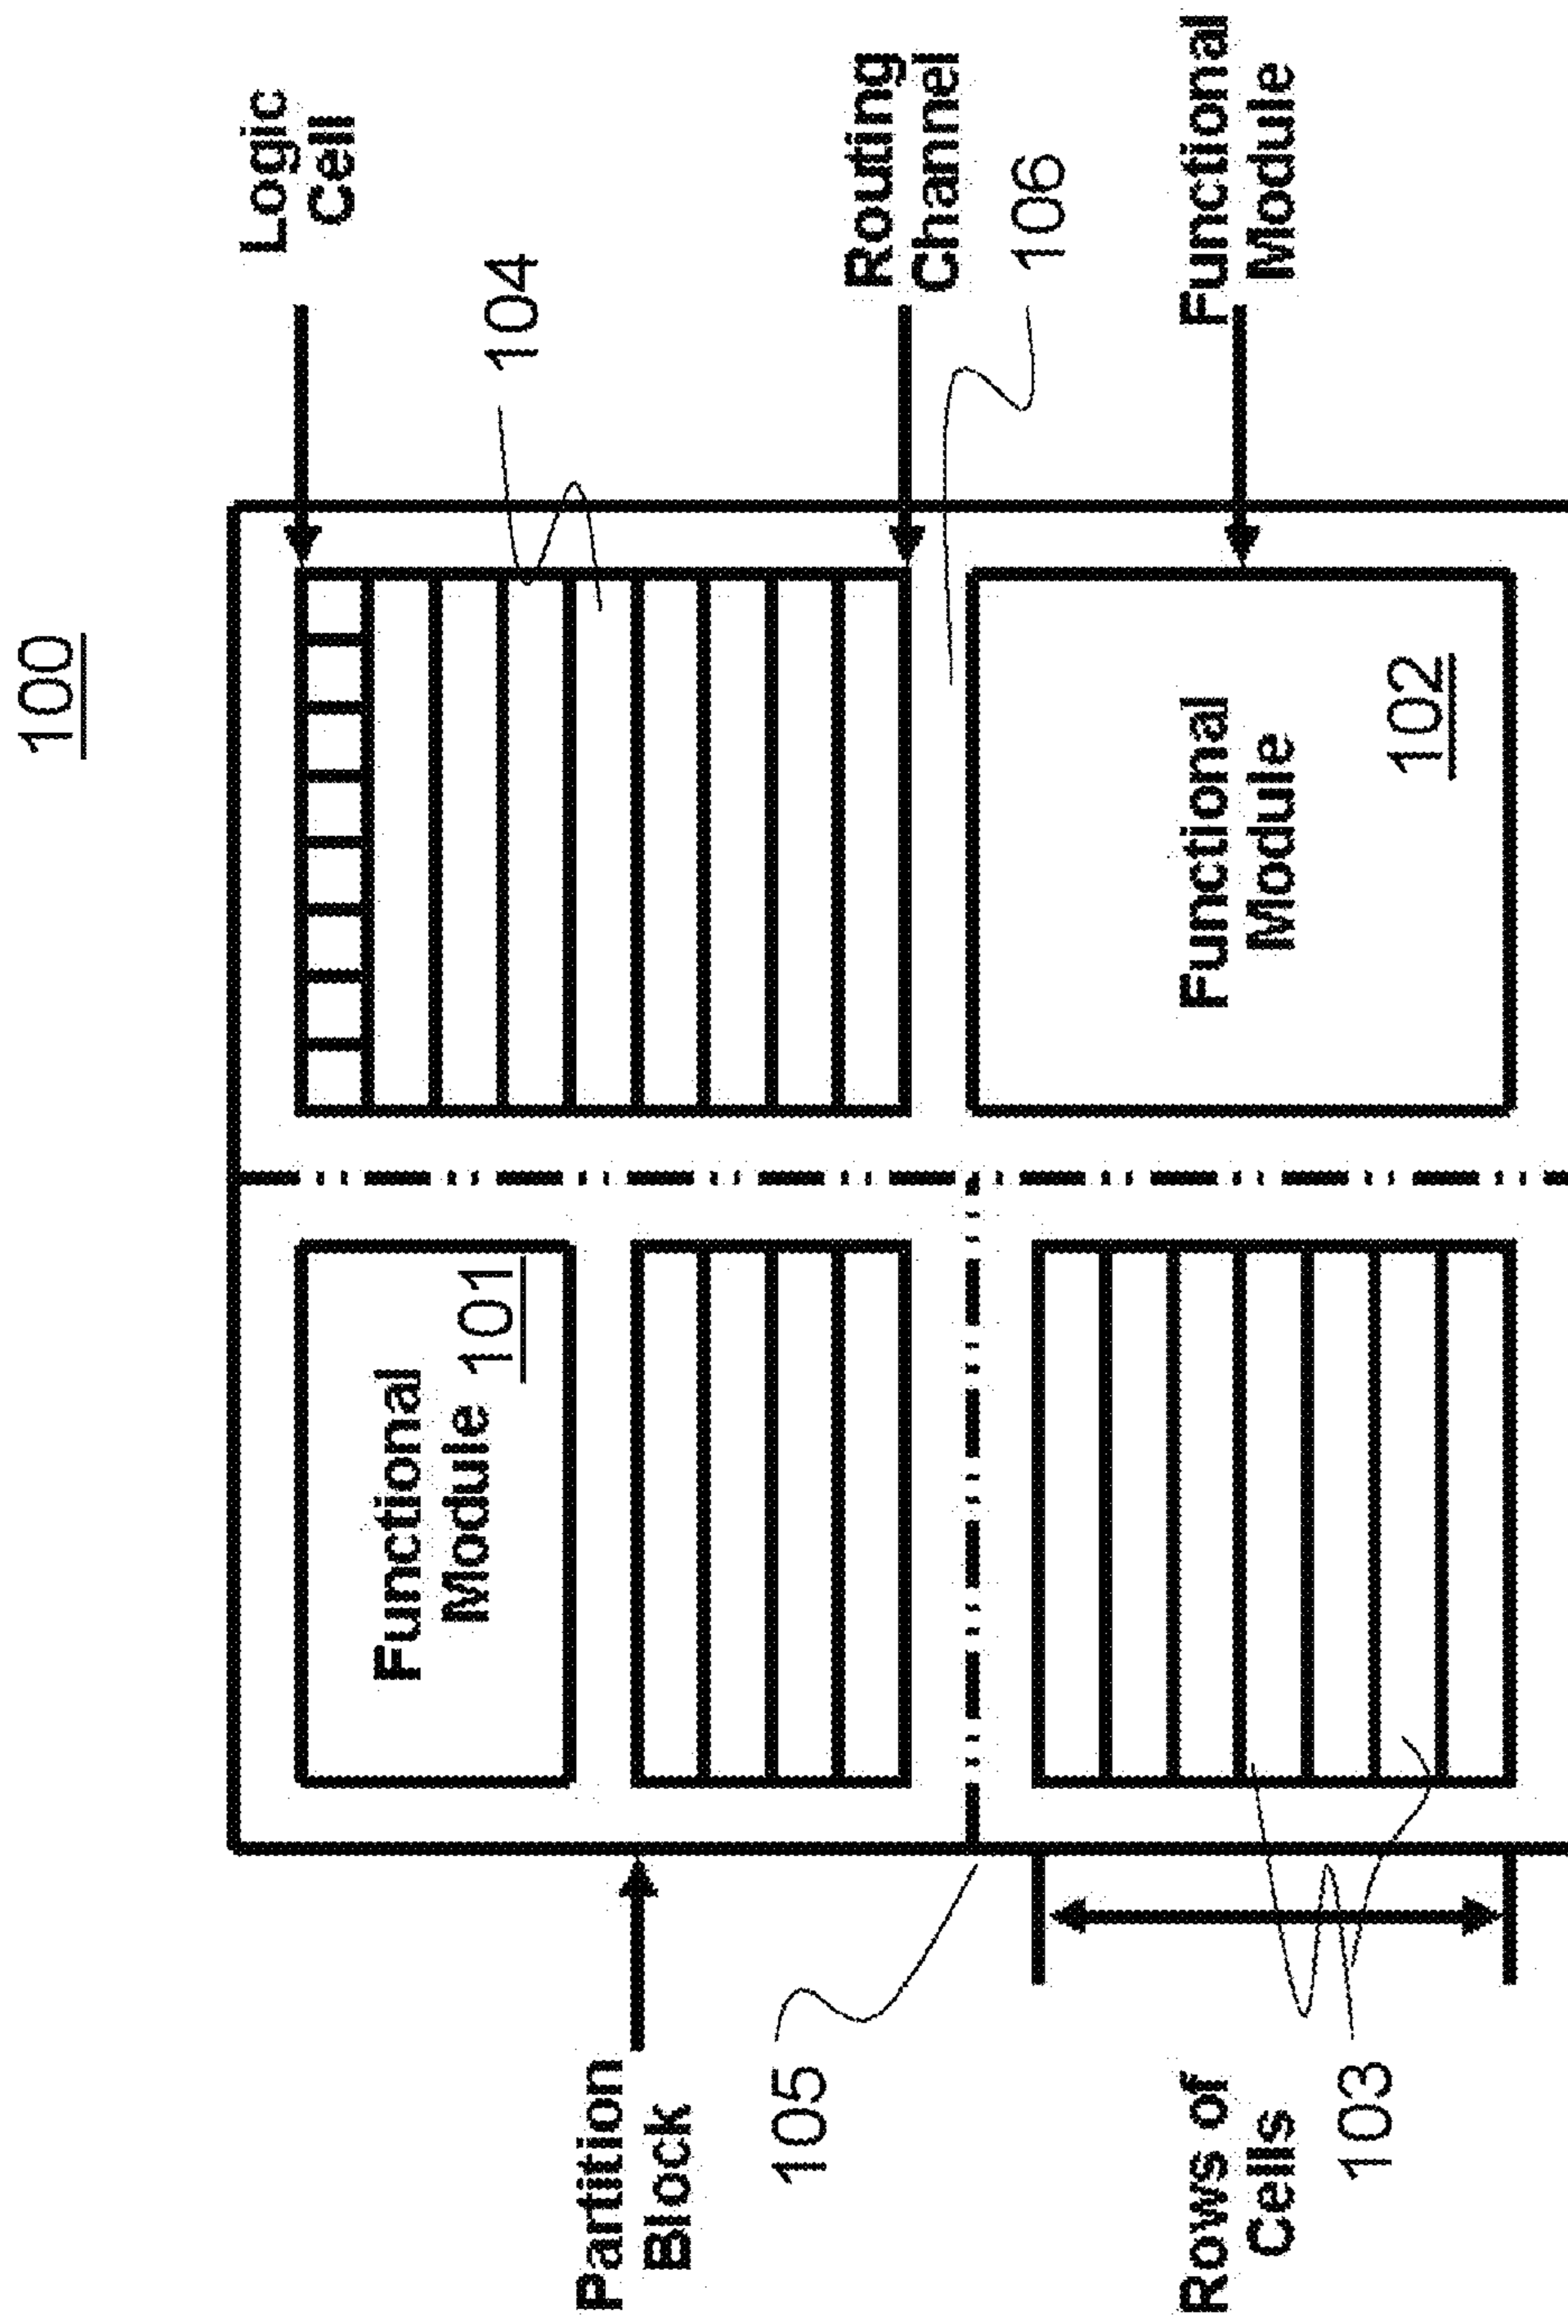 100
Logic
Cell
104
Routing
Channel
106
Functional
Module
Functional
Module
102
Functional
Module 101
Partition
Block
105
Rows of
Cells
103